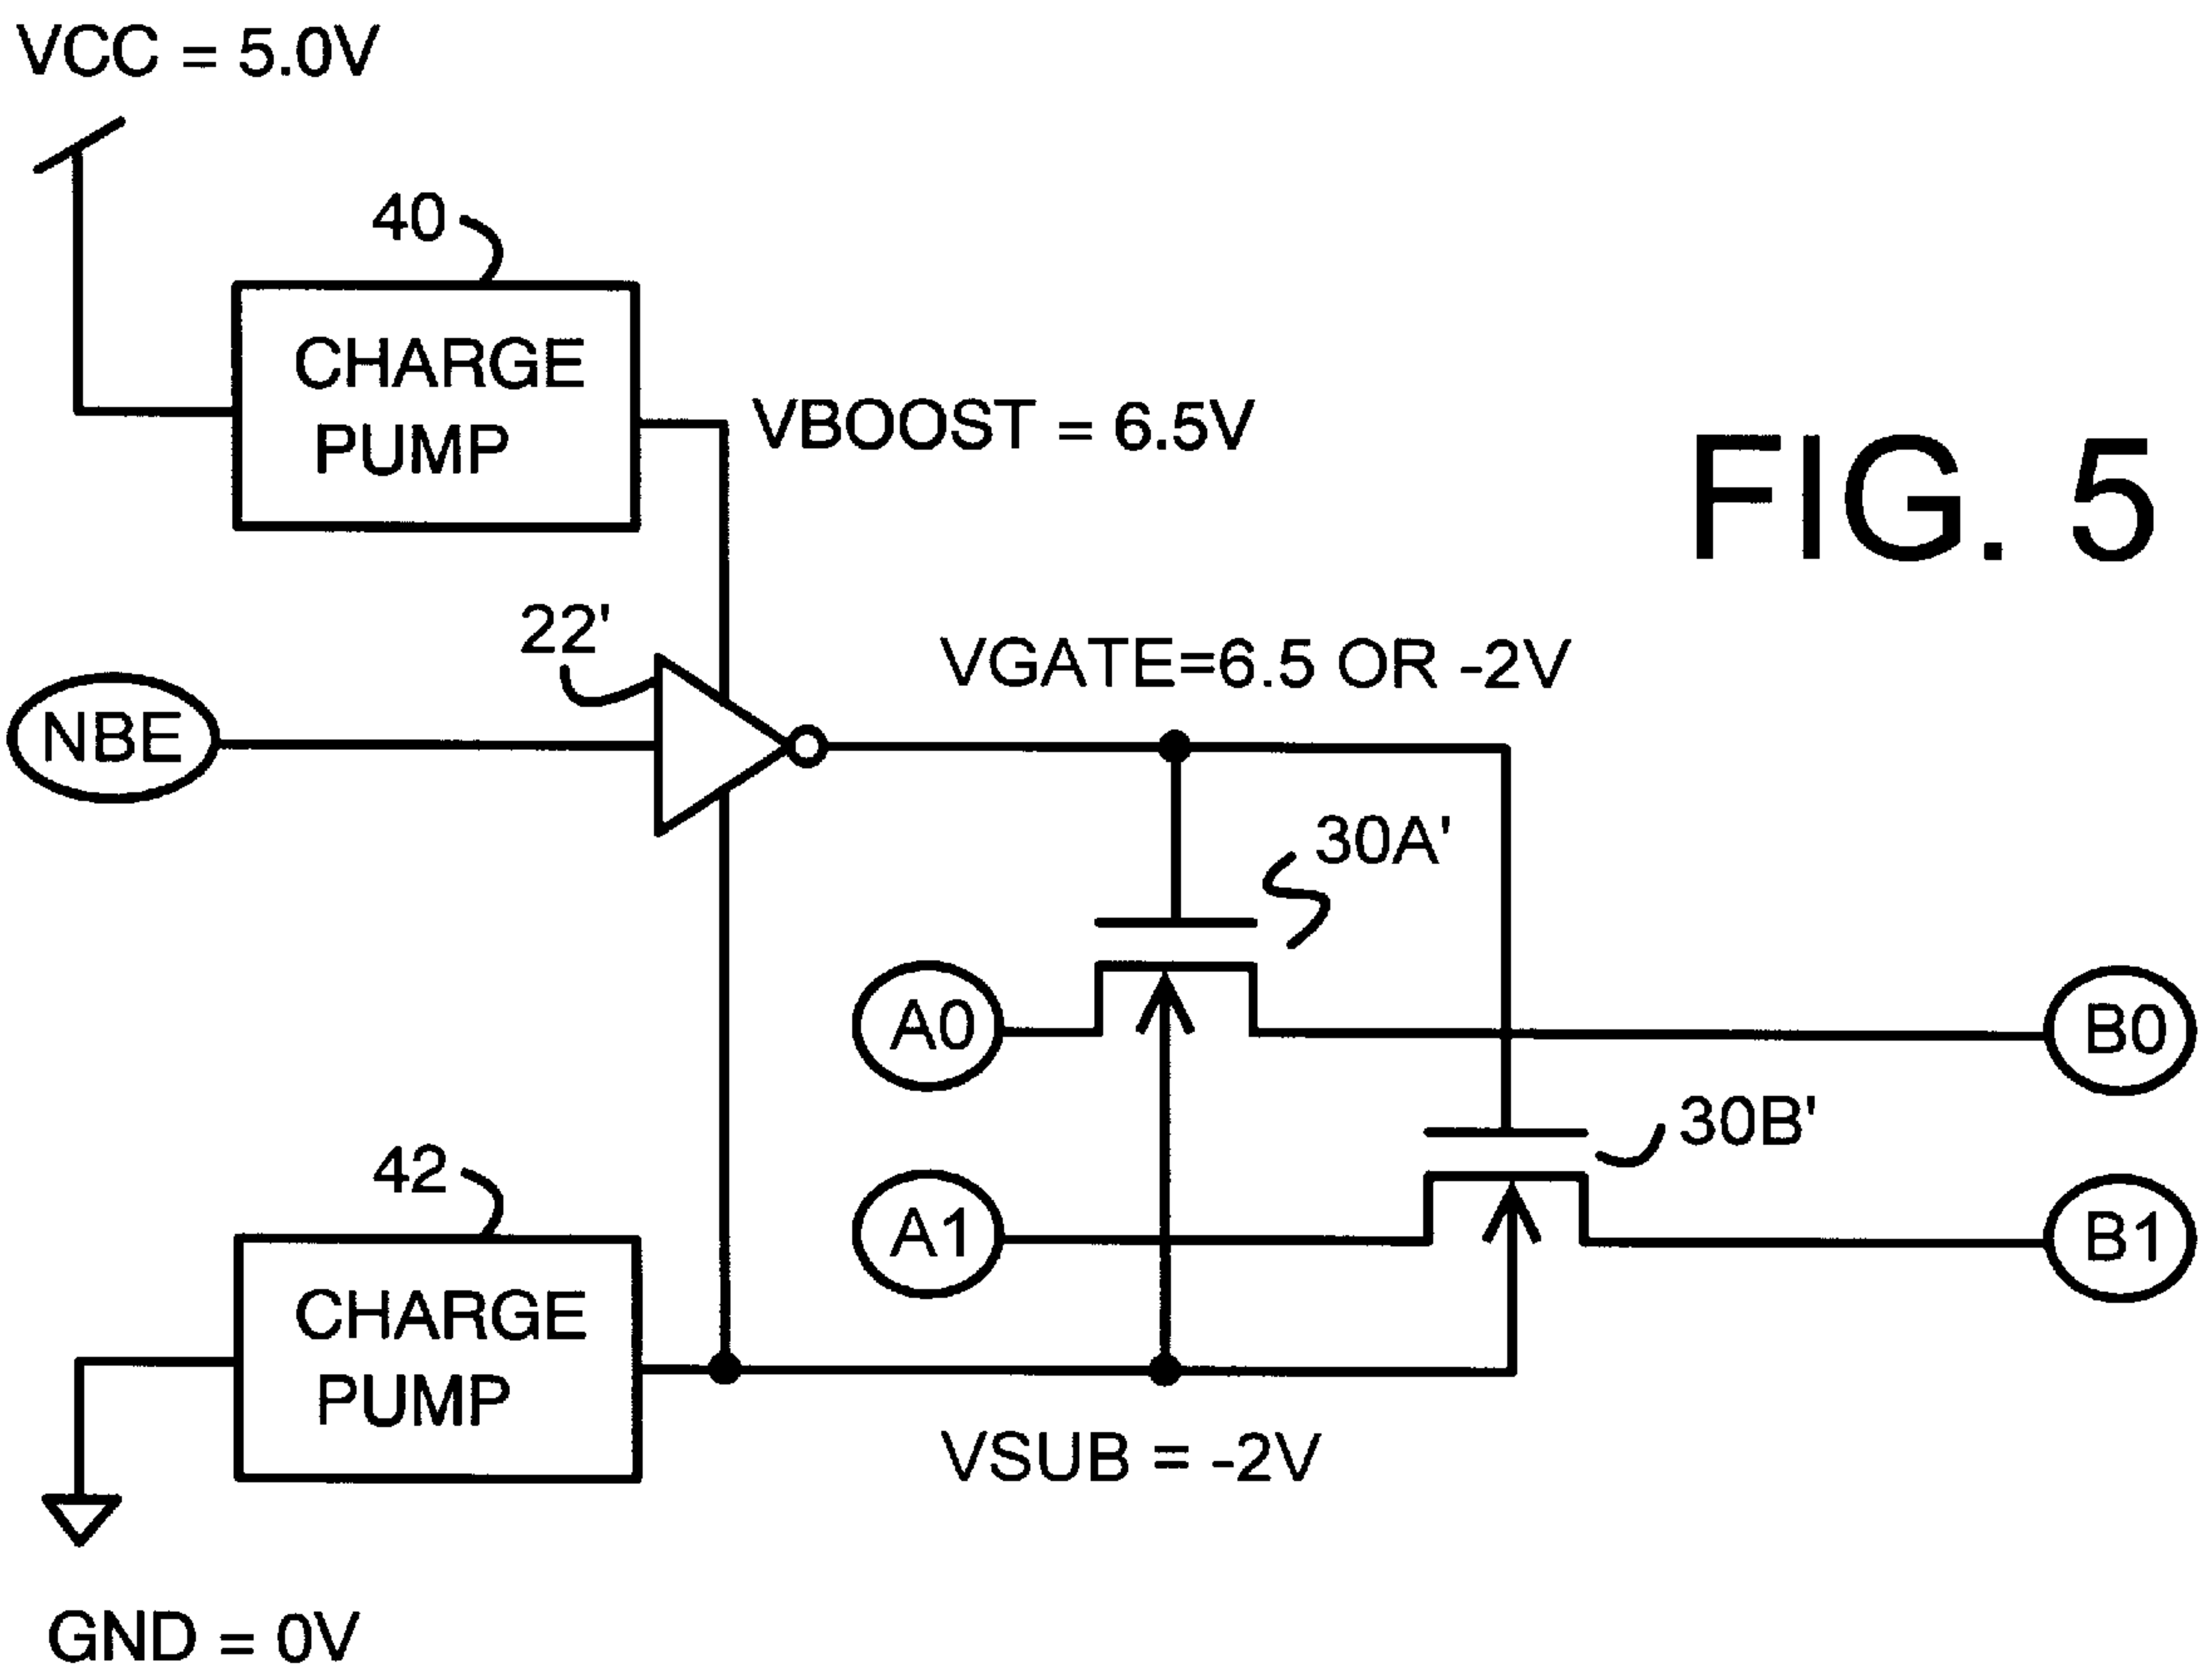 VCC = 5.0V
40
CHARGE
PUMP
VBOOST = 6.5V
FIG. 5
22'
VGATE=6.5 OR -2V
NBE
30A'
A0
B0
30B'
42
A1
B1
CHARGE
PUMP
VSUB = -2V
GND = 0V